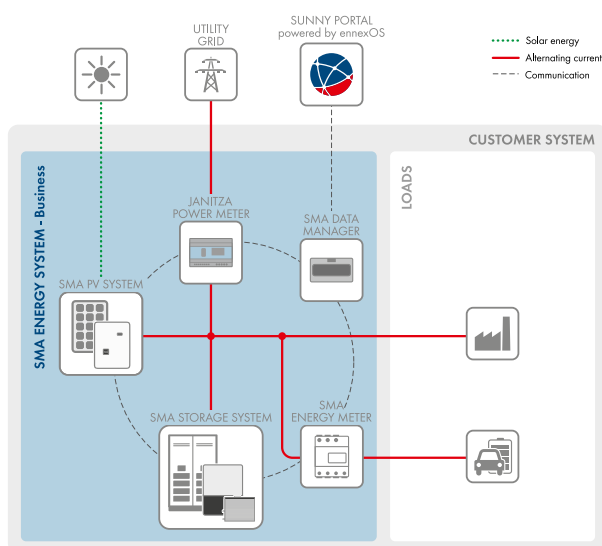 SUNNY PORTAL
powered by ennexOS
UTILITY
GRID
Solar energy
Alternating current
Communication
CUSTOMER SYSTEM
SMA ENERGY SYSTEM - Business
LOADS
JANITZA
POWER METER
SMA DATA
MANAGER
SMA PV SYSTEM
SMA STORAGE SYSTEM
SMA
ENERGY METER